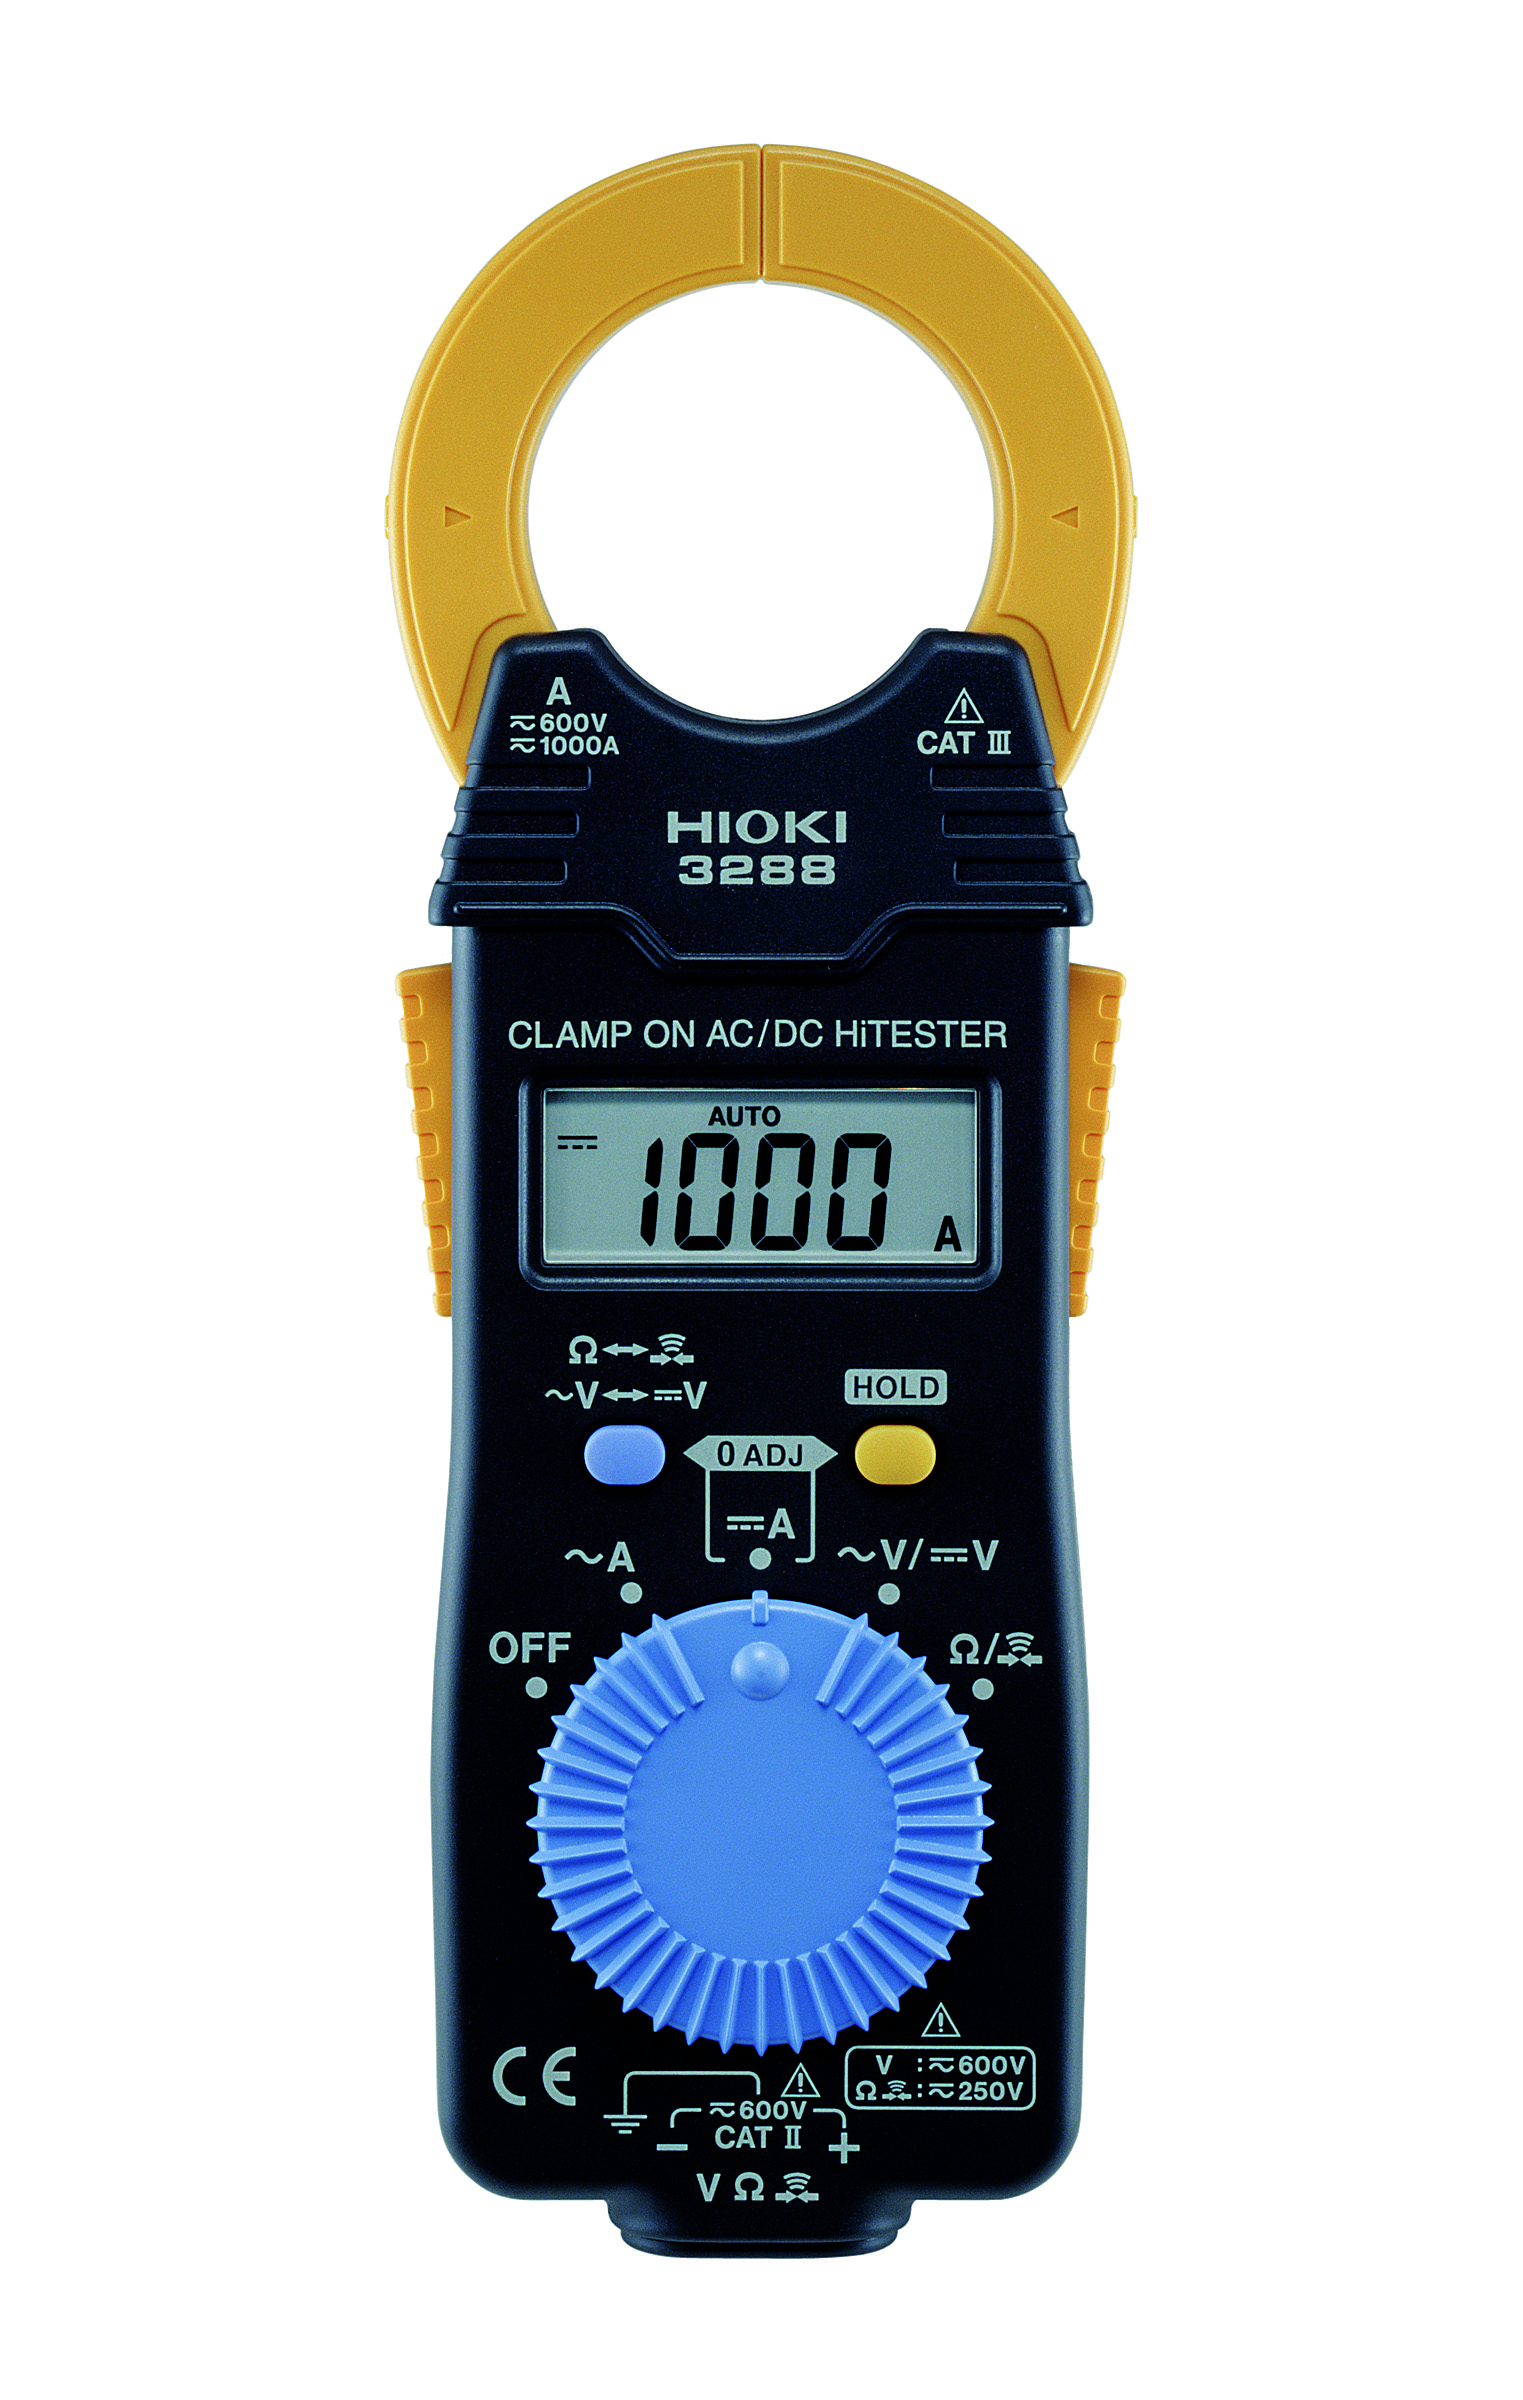 A
⎓~600V
⎓~1000A
⚠
CAT III
HIOKI
3288
CLAMP ON AC/DC HiTESTER
AUTO
⎓
1000
A
Ω↔
~V↔⎓V
HOLD
0 ADJ
⎓A
~A
~V/⎓V
OFF
Ω/
⚠
V :⎓~600V
Ω :⎓~250V
CE
⚠
⎓~600V
CAT II
− +
V Ω